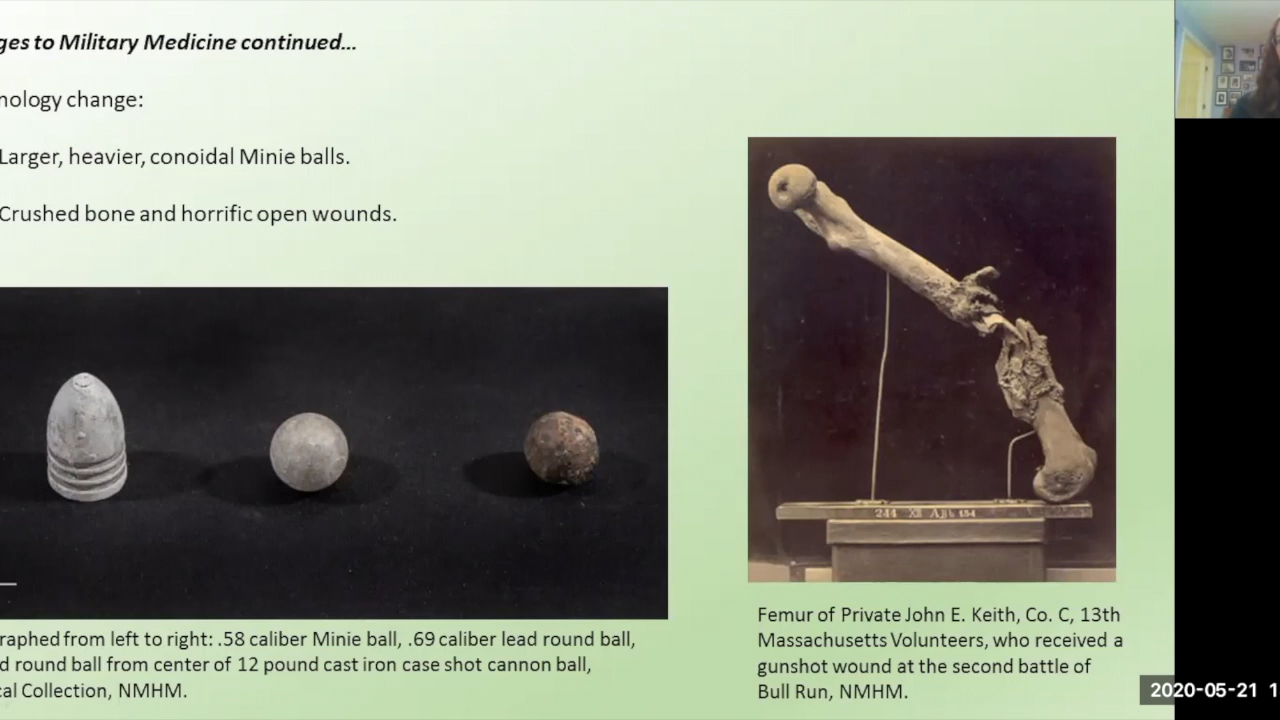 ges to Military Medicine continued...
nology change:
Larger, heavier, conoidal Minie balls.
Crushed bone and horrific open wounds.
244 XII AJB 154
raphed from left to right: .58 caliber Minie ball, .69 caliber lead round ball,
d round ball from center of 12 pound cast iron case shot cannon ball,
cal Collection, NMHM.
Femur of Private John E. Keith, Co. C, 13th
Massachusetts Volunteers, who received a
gunshot wound at the second battle of
Bull Run, NMHM.
2020-05-21 1